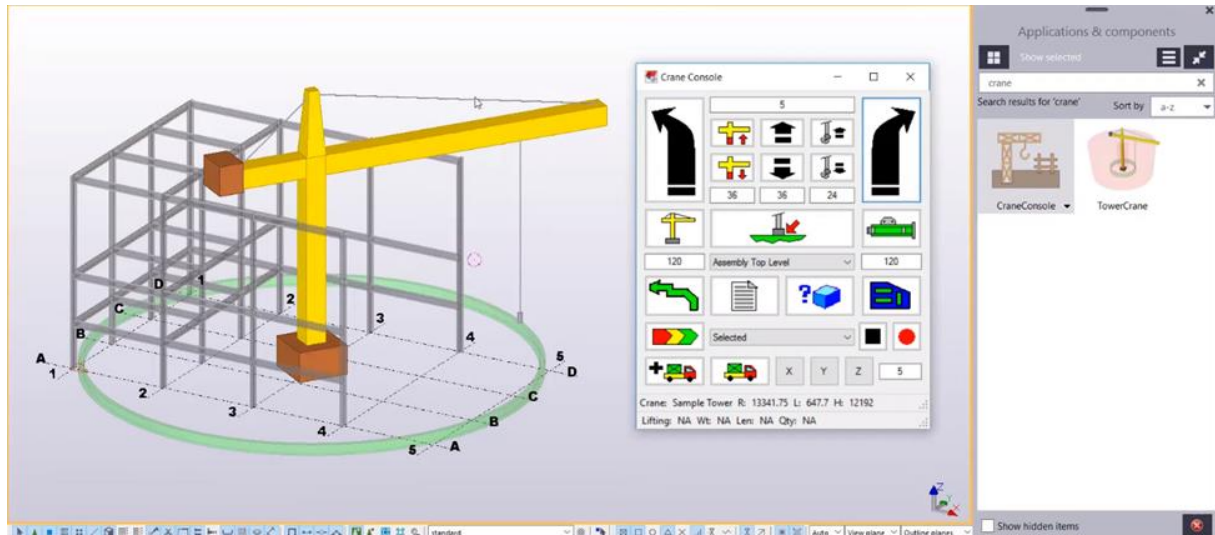 Applications & components
Show selected
crane
Search results for 'crane'
Sort by
a-z
CraneConsole
TowerCrane
Show hidden items
Crane Console
5
36
36
24
120
Assembly Top Level
120
Selected
X
Y
Z
5
Crane: Sample Tower R: 13341.75 L: 647.7 H: 12192
Lifting: NA Wt: NA Len: NA Qty: NA
D
1
C
2
B
3
A
4
1
5
D
2
C
3
B
4
A
5
Z
Y
X
standard
Auto
View plane
Outline planes